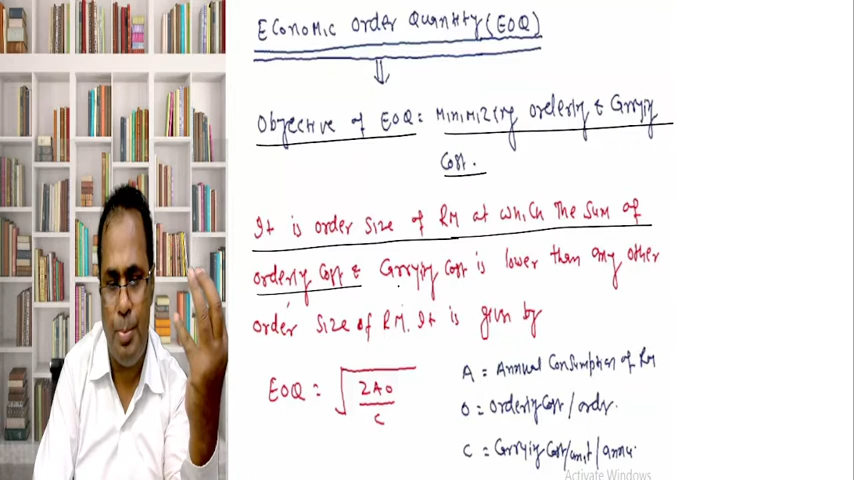 Economic Order Quantity (EOQ)
Objective of EOQ = Minimizing ordering & Carrying
Cost.
It is order size of RM at which the sum of
ordering Cost & Carrying Cost is lower than any other
order size of RM. It is given by
EOQ = √2AO/C
A = Annual Consumption of RM
O = Ordering Cost/order.
C = Carrying Cost/unit/annum
Activate Windows